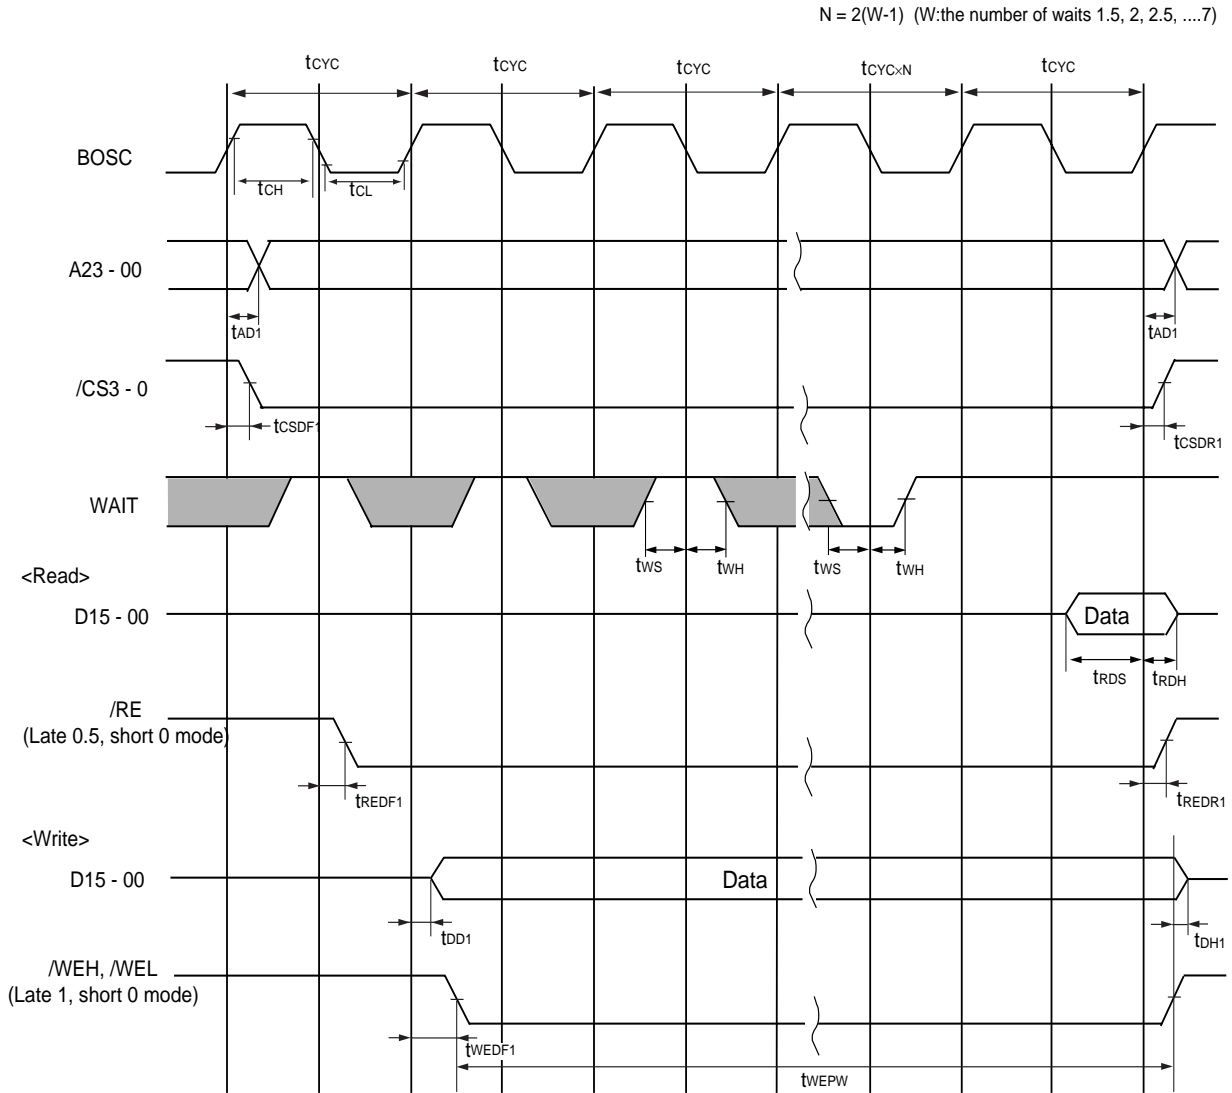 N = 2(W-1) (W:the number of waits 1.5, 2, 2.5, ....7)
tCYC tCYC tCYC tCYC×N tCYC
BOSC
tCH tCL
A23 - 00
tAD1 tAD1
/CS3 - 0
tCSDF1 tCSDR1
WAIT
tWS tWH tWS tWH
<Read>
D15 - 00 Data
tRDS tRDH
/RE
(Late 0.5, short 0 mode)
tREDF1 tREDR1
<Write>
D15 - 00 Data
tDD1 tDH1
/WEH, /WEL
(Late 1, short 0 mode)
tWEDF1
tWEPW